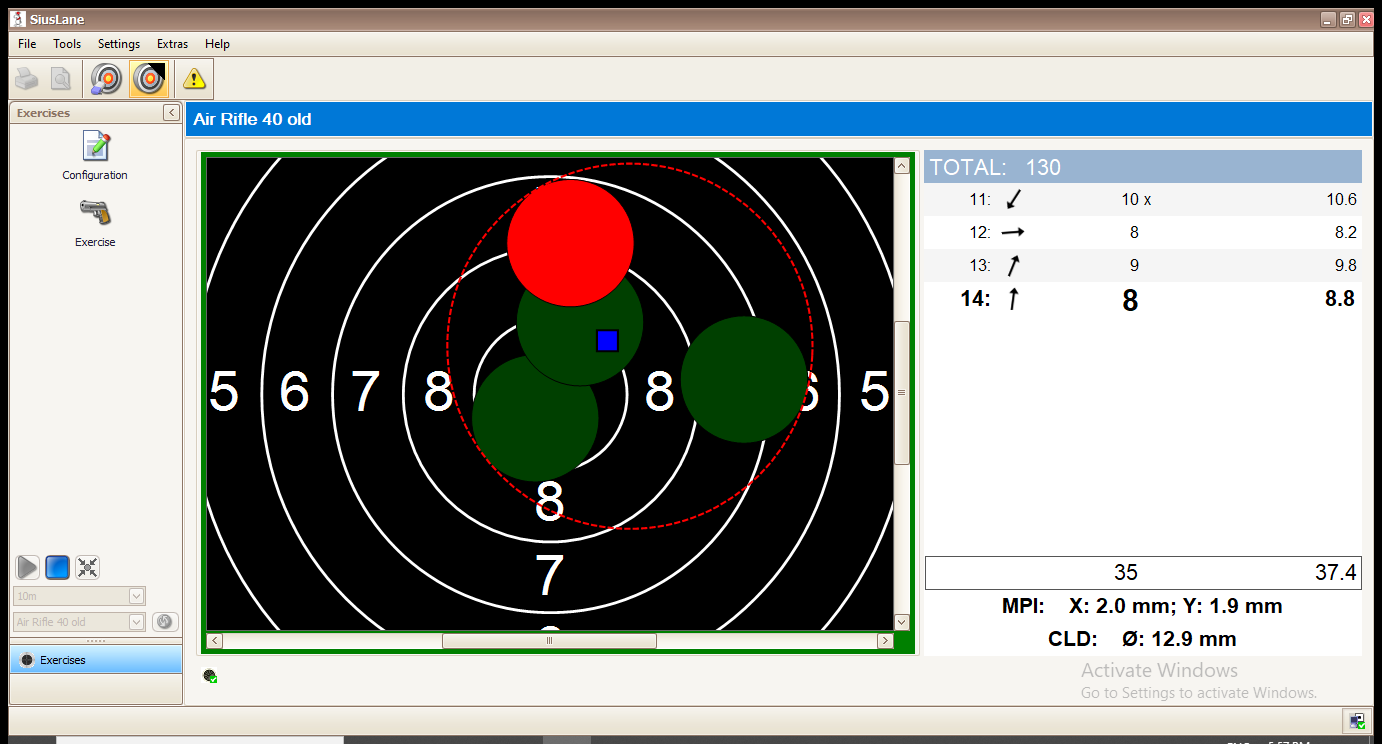 SiusLane
File Tools Settings Extras Help
Exercises
Configuration
Exercise
10m
Air Rifle 40 old
Exercises
Air Rifle 40 old
5 6 7 8 8 6 5
8
7
TOTAL: 130
11: 10 x 10.6
12: 8 8.2
13: 9 9.8
14: 8 8.8
35 37.4
MPI: X: 2.0 mm; Y: 1.9 mm
CLD: Ø: 12.9 mm
Activate Windows
Go to Settings to activate Windows.